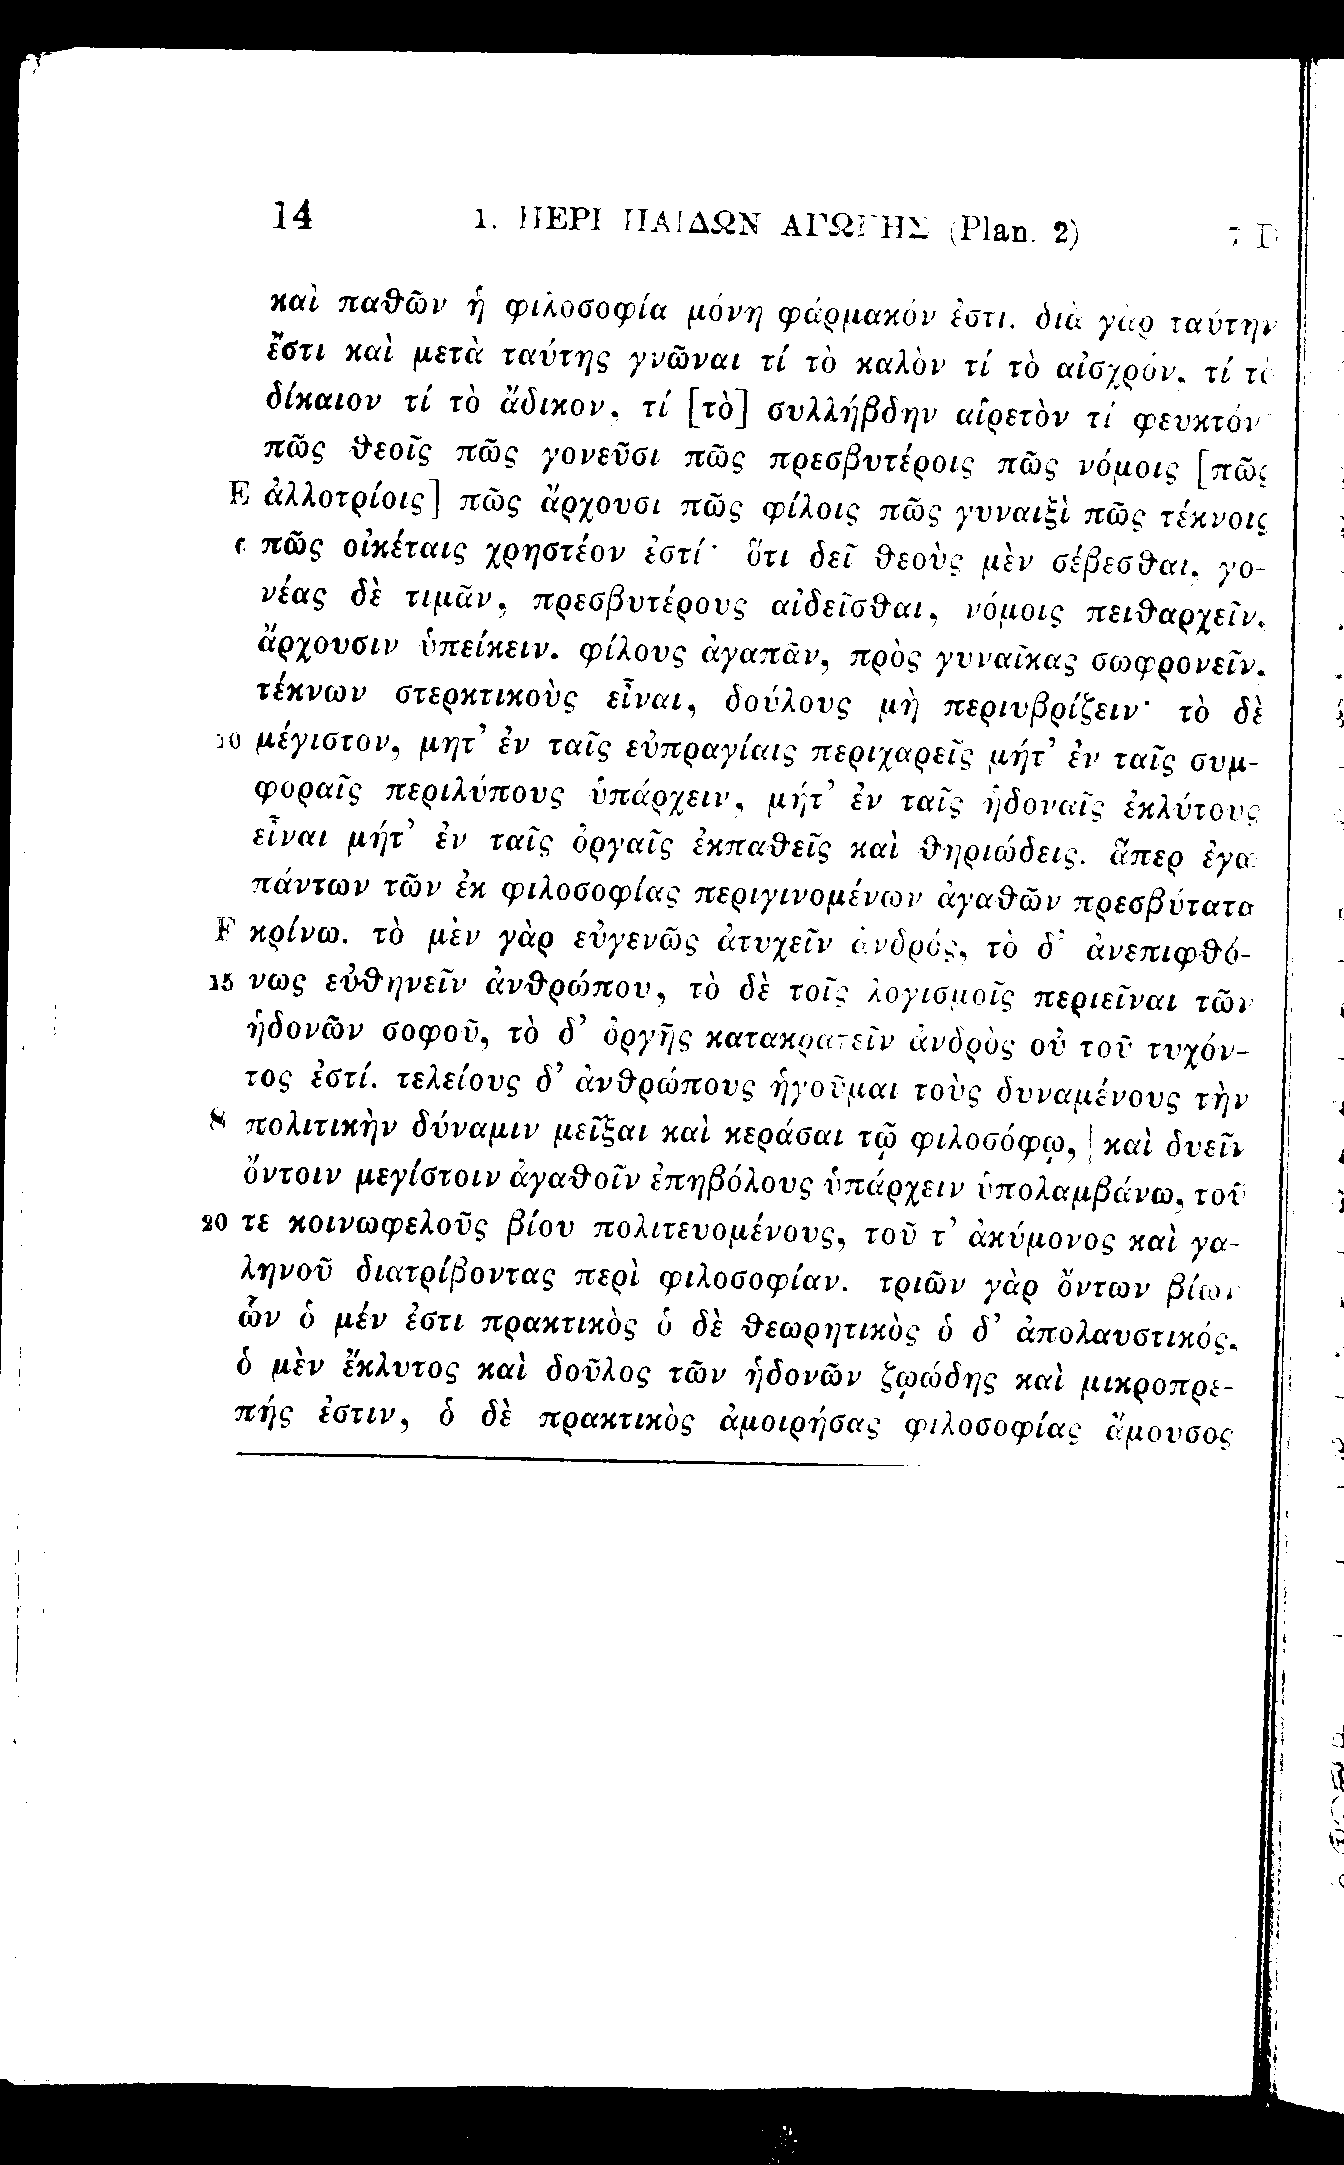 14 1. ΠΕΡΙ ΠΑΙΔΩΝ ΑΓΩΓΗΣ (Plan. 2) 7 D
καὶ παθῶν ἡ φιλοσοφία μόνη φάρμακόν ἐστι. διὰ γὰρ ταύτην
ἔστι καὶ μετὰ ταύτης γνῶναι τί τὸ καλὸν τί τὸ αἰσχρόν, τί τὸ
δίκαιον τί τὸ ἄδικον, τί [τὸ] συλλήβδην αἱρετὸν τί φευκτόν
πῶς θεοῖς πῶς γονεῦσι πῶς πρεσβυτέροις πῶς νόμοις [πῶς
E ἀλλοτρίοις] πῶς ἄρχουσι πῶς φίλοις πῶς γυναιξὶ πῶς τέκνοις
πῶς οἰκέταις χρηστέον ἐστί· ὅτι δεῖ θεοὺς μὲν σέβεσθαι, γο-
νέας δὲ τιμᾶν, πρεσβυτέρους αἰδεῖσθαι, νόμοις πειθαρχεῖν,
ἄρχουσιν ὑπείκειν, φίλους ἀγαπᾶν, πρὸς γυναῖκας σωφρονεῖν,
τέκνων στερκτικοὺς εἶναι, δούλους μὴ περιυβρίζειν· τὸ δὲ
10 μέγιστον, μήτ’ ἐν ταῖς εὐπραγίαις περιχαρεῖς μήτ’ ἐν ταῖς συμ-
φοραῖς περιλύπους ὑπάρχειν, μήτ’ ἐν ταῖς ἡδοναῖς ἐκλύτους
εἶναι μήτ’ ἐν ταῖς ὀργαῖς ἐκπαθεῖς καὶ θηριώδεις. ἅπερ ἐγὼ
πάντων τῶν ἐκ φιλοσοφίας περιγινομένων ἀγαθῶν πρεσβύτατα
F κρίνω. τὸ μὲν γὰρ εὐγενῶς ἀτυχεῖν ἀνδρός, τὸ δ’ ἀνεπιφθό-
15 νως εὐθηνεῖν ἀνθρώπου, τὸ δὲ τοῖς λογισμοῖς περιεῖναι τῶν
ἡδονῶν σοφοῦ, τὸ δ’ ὀργῆς κατακρατεῖν ἀνδρὸς οὐ τοῦ τυχόν-
τος ἐστί. τελείους δ’ ἀνθρώπους ἡγοῦμαι τοὺς δυναμένους τὴν
8 πολιτικὴν δύναμιν μεῖξαι καὶ κεράσαι τῷ φιλοσόφῳ, | καὶ δυεῖν
ὄντοιν μεγίστοιν ἀγαθοῖν ἐπηβόλους ὑπάρχειν ὑπολαμβάνω, τοῦ
20 τε κοινωφελοῦς βίου πολιτευομένους, τοῦ τ’ ἀκύμονος καὶ γα-
ληνοῦ διατρίβοντας περὶ φιλοσοφίαν. τριῶν γὰρ ὄντων βίων
ὧν ὁ μέν ἐστι πρακτικὸς ὁ δὲ θεωρητικὸς ὁ δ’ ἀπολαυστικός,
ὁ μὲν ἔκλυτος καὶ δοῦλος τῶν ἡδονῶν ζῳώδης καὶ μικροπρε-
πής ἐστιν, ὁ δὲ πρακτικὸς ἀμοιρήσας φιλοσοφίας ἄμουσος